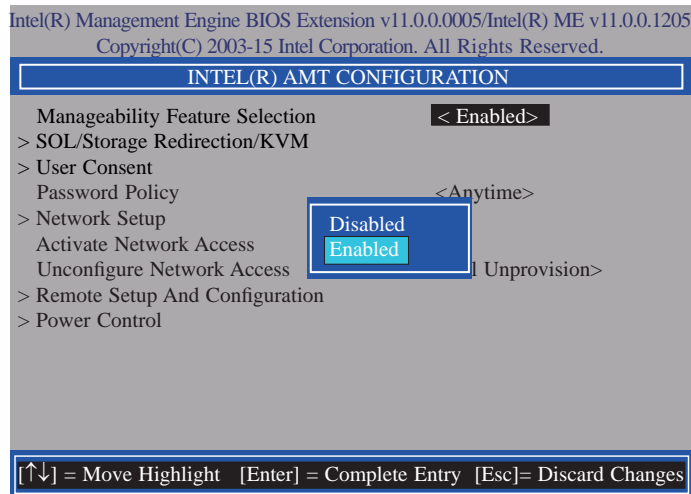 Intel(R) Management Engine BIOS Extension v11.0.0.0005/Intel(R) ME v11.0.0.1205
Copyright(C) 2003-15 Intel Corporation. All Rights Reserved.
INTEL(R) AMT CONFIGURATION
Manageability Feature Selection < Enabled>
> SOL/Storage Redirection/KVM
> User Consent
Password Policy <Anytime>
> Network Setup
Disabled
Activate Network Access
Enabled
Unconfigure Network Access l Unprovision>
> Remote Setup And Configuration
> Power Control
[↑↓] = Move Highlight [Enter] = Complete Entry [Esc]= Discard Changes